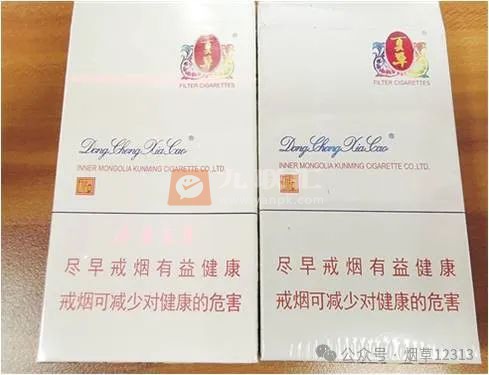 夏草
®
FILTER CIGARETTES
Dong Chong Xia Cao
®
INNER MONGOLIA KUNMING CIGARETTE CO.,LTD.
尽早戒烟有益健康
戒烟可减少对健康的危害
夏草
®
FILTER CIGARETTES
Dong Chong Xia Cao
®
INNER MONGOLIA KUNMING CIGARETTE CO.,LTD.
尽早戒烟有益健康
戒烟可减少对健康的危害
公众号·烟草12313